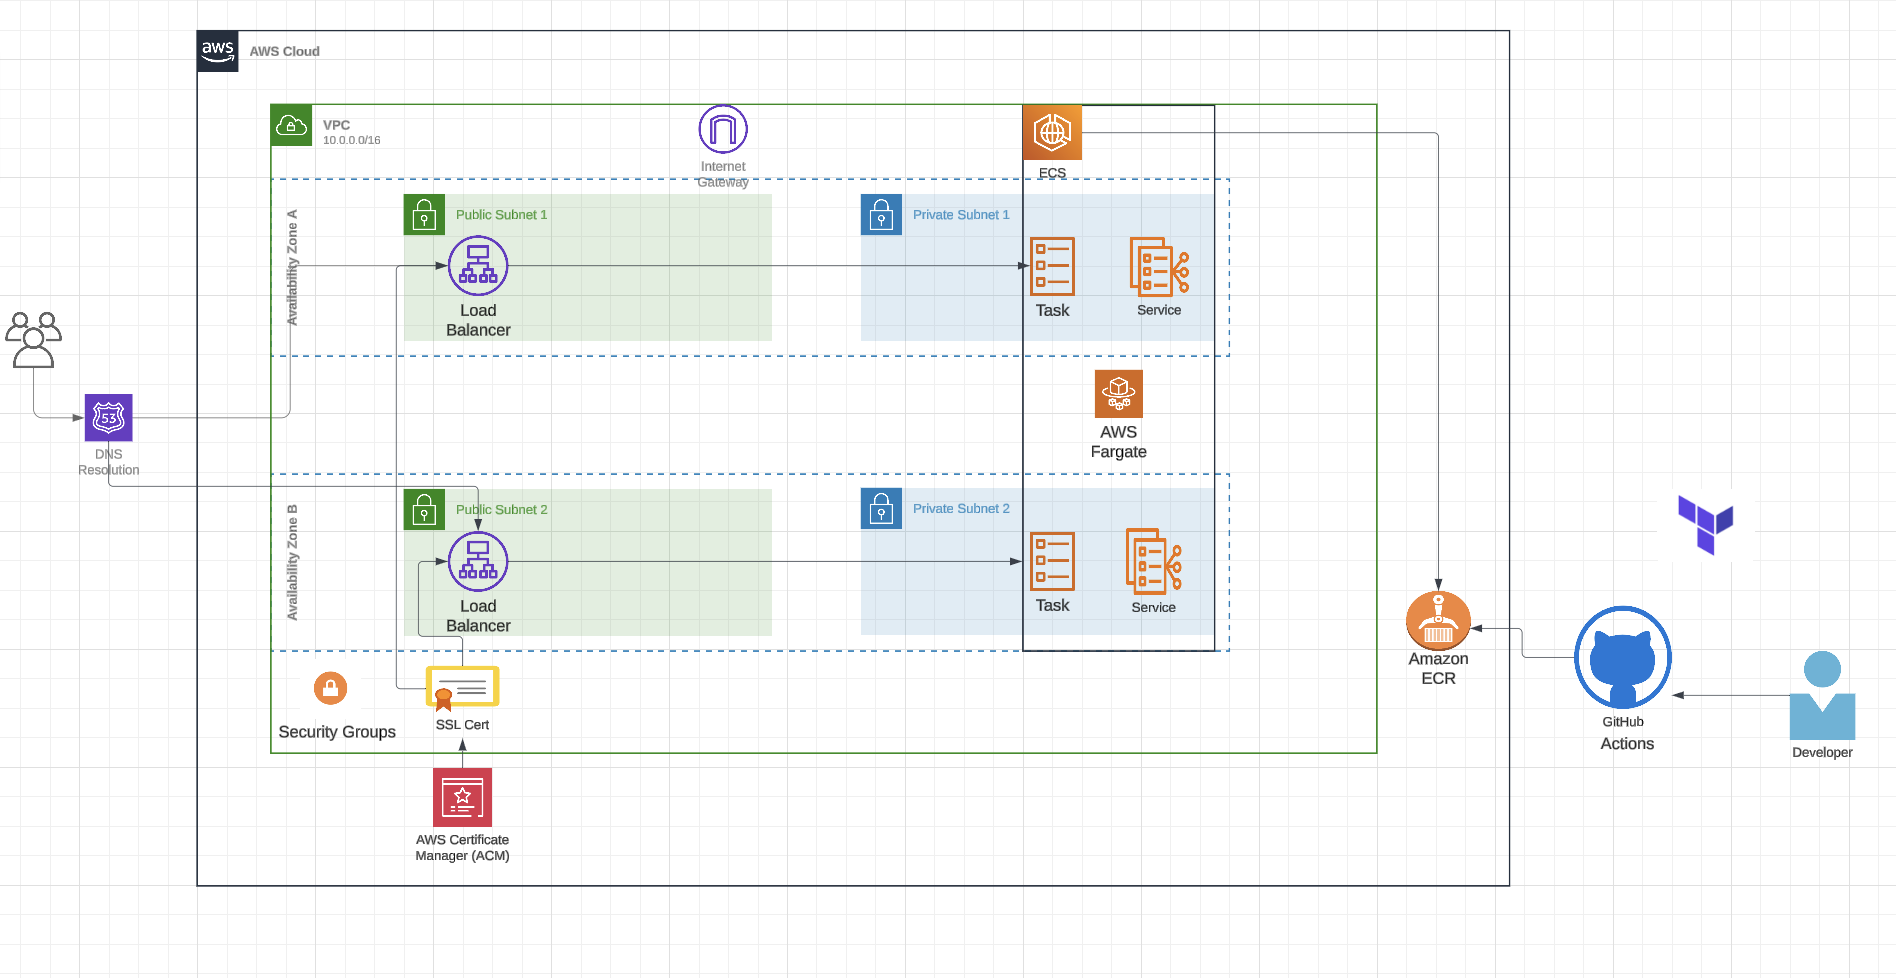 aws
AWS Cloud
VPC
10.0.0.0/16
Internet
Gateway
ECS
Availability Zone A
Public Subnet 1
Load
Balancer
Private Subnet 1
Task
Service
AWS
Fargate
53
DNS
Resolution
Availability Zone B
Public Subnet 2
Load
Balancer
Private Subnet 2
Task
Service
Security Groups
SSL Cert
AWS Certificate
Manager (ACM)
Amazon
ECR
GitHub
Actions
Developer